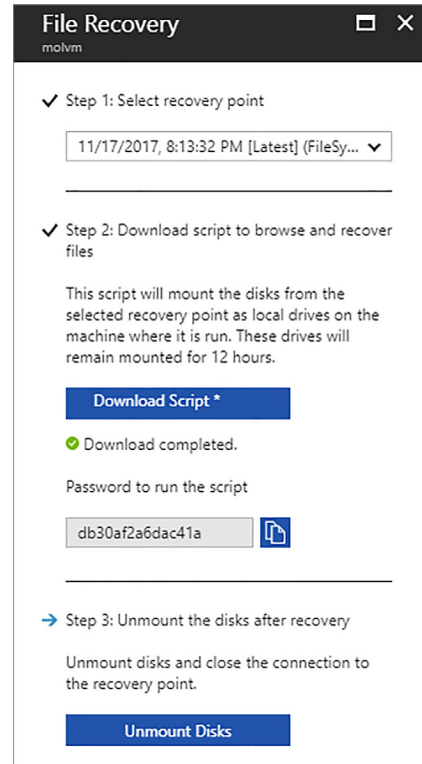 File Recovery
molvm
Step 1: Select recovery point
11/17/2017, 8:13:32 PM [Latest] (FileSy...
Step 2: Download script to browse and recover
files
This script will mount the disks from the
selected recovery point as local drives on the
machine where it is run. These drives will
remain mounted for 12 hours.
Download Script *
Download completed.
Password to run the script
db30af2a6dac41a
Step 3: Unmount the disks after recovery
Unmount disks and close the connection to
the recovery point.
Unmount Disks